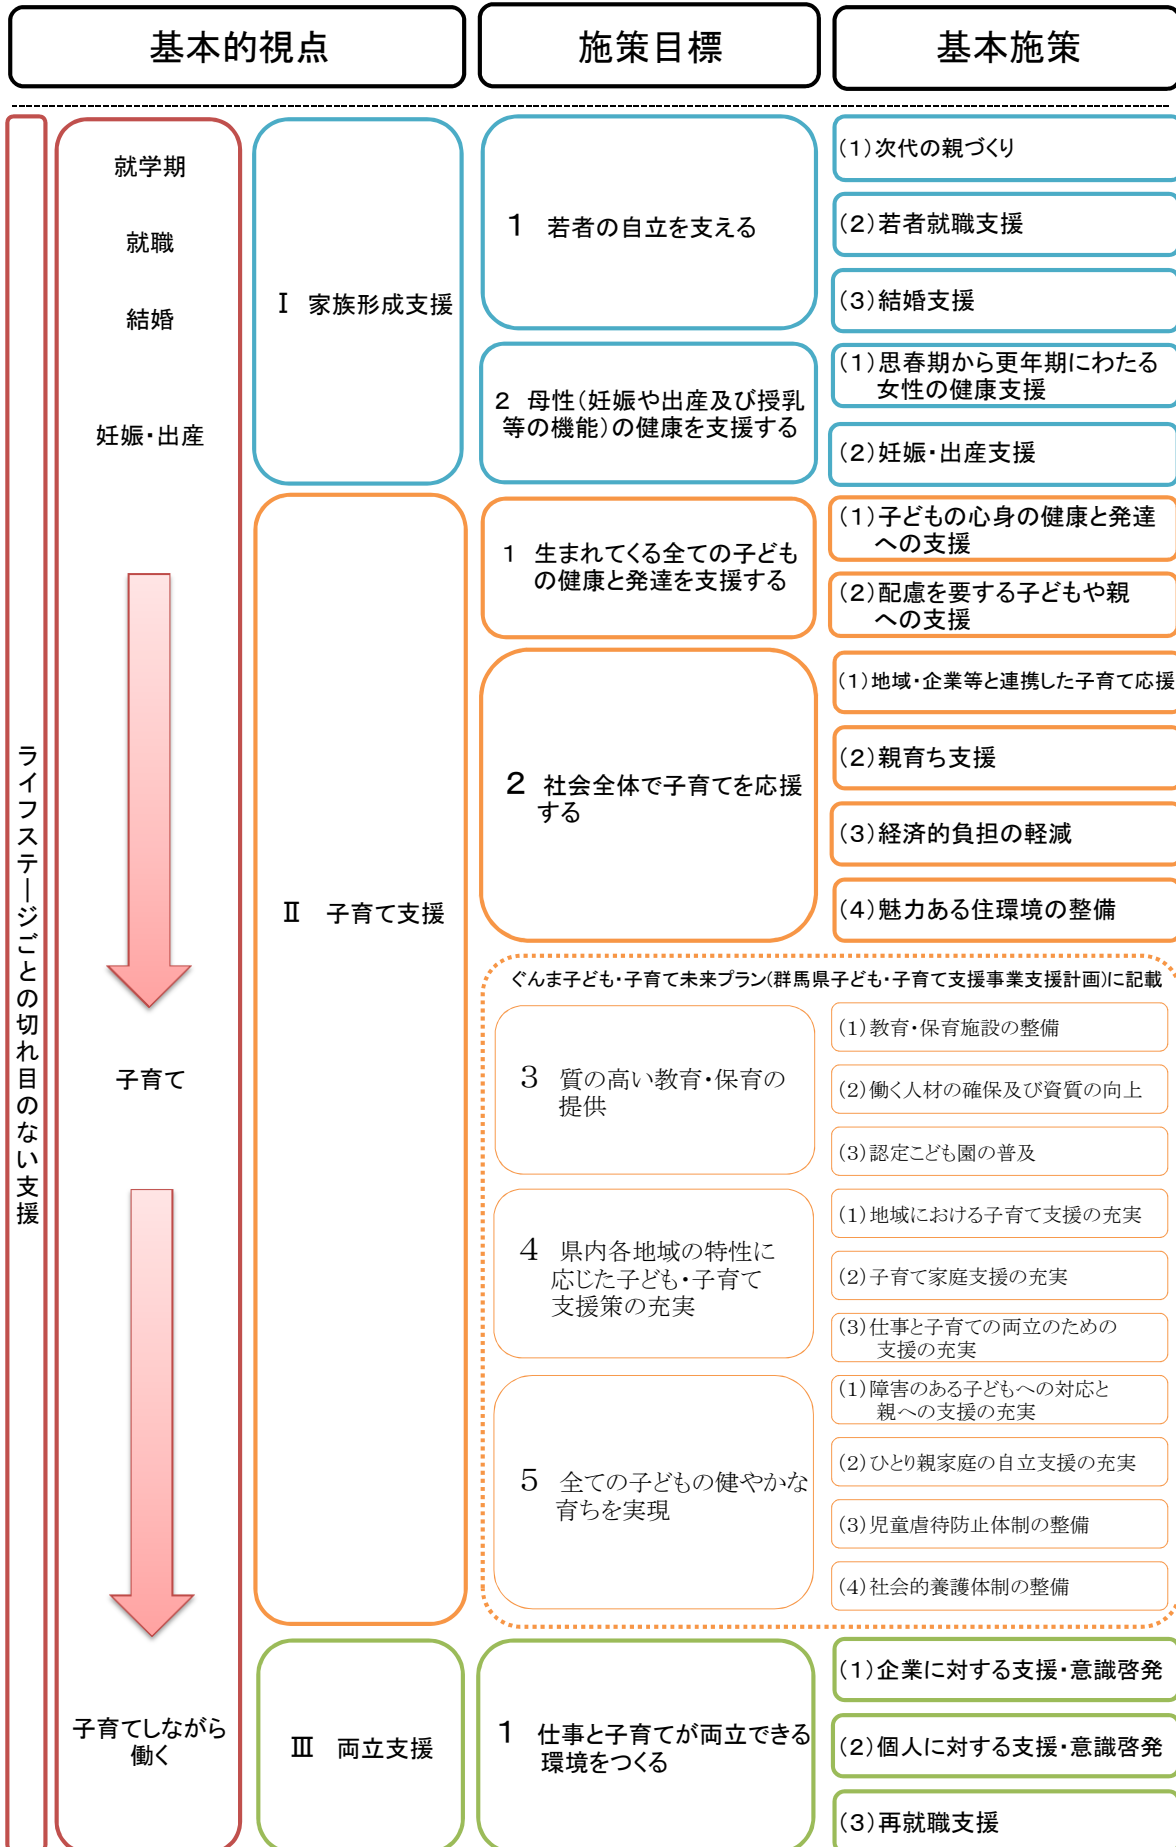 基本的視点
施策目標
基本施策
ライフステージごとの切れ目のない支援
就学期
就職
結婚
妊娠・出産
子育て
子育てしながら
働く
Ⅰ 家族形成支援
1 若者の自立を支える
(1)次代の親づくり
(2)若者就職支援
(3)結婚支援
2 母性(妊娠や出産及び授乳
等の機能)の健康を支援する
(1)思春期から更年期にわたる
女性の健康支援
(2)妊娠・出産支援
Ⅱ 子育て支援
1 生まれてくる全ての子ども
の健康と発達を支援する
(1)子どもの心身の健康と発達
への支援
(2)配慮を要する子どもや親
への支援
2 社会全体で子育てを応援
する
(1)地域・企業等と連携した子育て応援
(2)親育ち支援
(3)経済的負担の軽減
(4)魅力ある住環境の整備
ぐんま子ども・子育て未来プラン(群馬県子ども・子育て支援事業支援計画)に記載
3 質の高い教育・保育の
提供
(1)教育・保育施設の整備
(2)働く人材の確保及び資質の向上
(3)認定こども園の普及
4 県内各地域の特性に
応じた子ども・子育て
支援策の充実
(1)地域における子育て支援の充実
(2)子育て家庭支援の充実
(3)仕事と子育ての両立のための
支援の充実
5 全ての子どもの健やかな
育ちを実現
(1)障害のある子どもへの対応と
親への支援の充実
(2)ひとり親家庭の自立支援の充実
(3)児童虐待防止体制の整備
(4)社会的養護体制の整備
Ⅲ 両立支援
1 仕事と子育てが両立できる
環境をつくる
(1)企業に対する支援・意識啓発
(2)個人に対する支援・意識啓発
(3)再就職支援